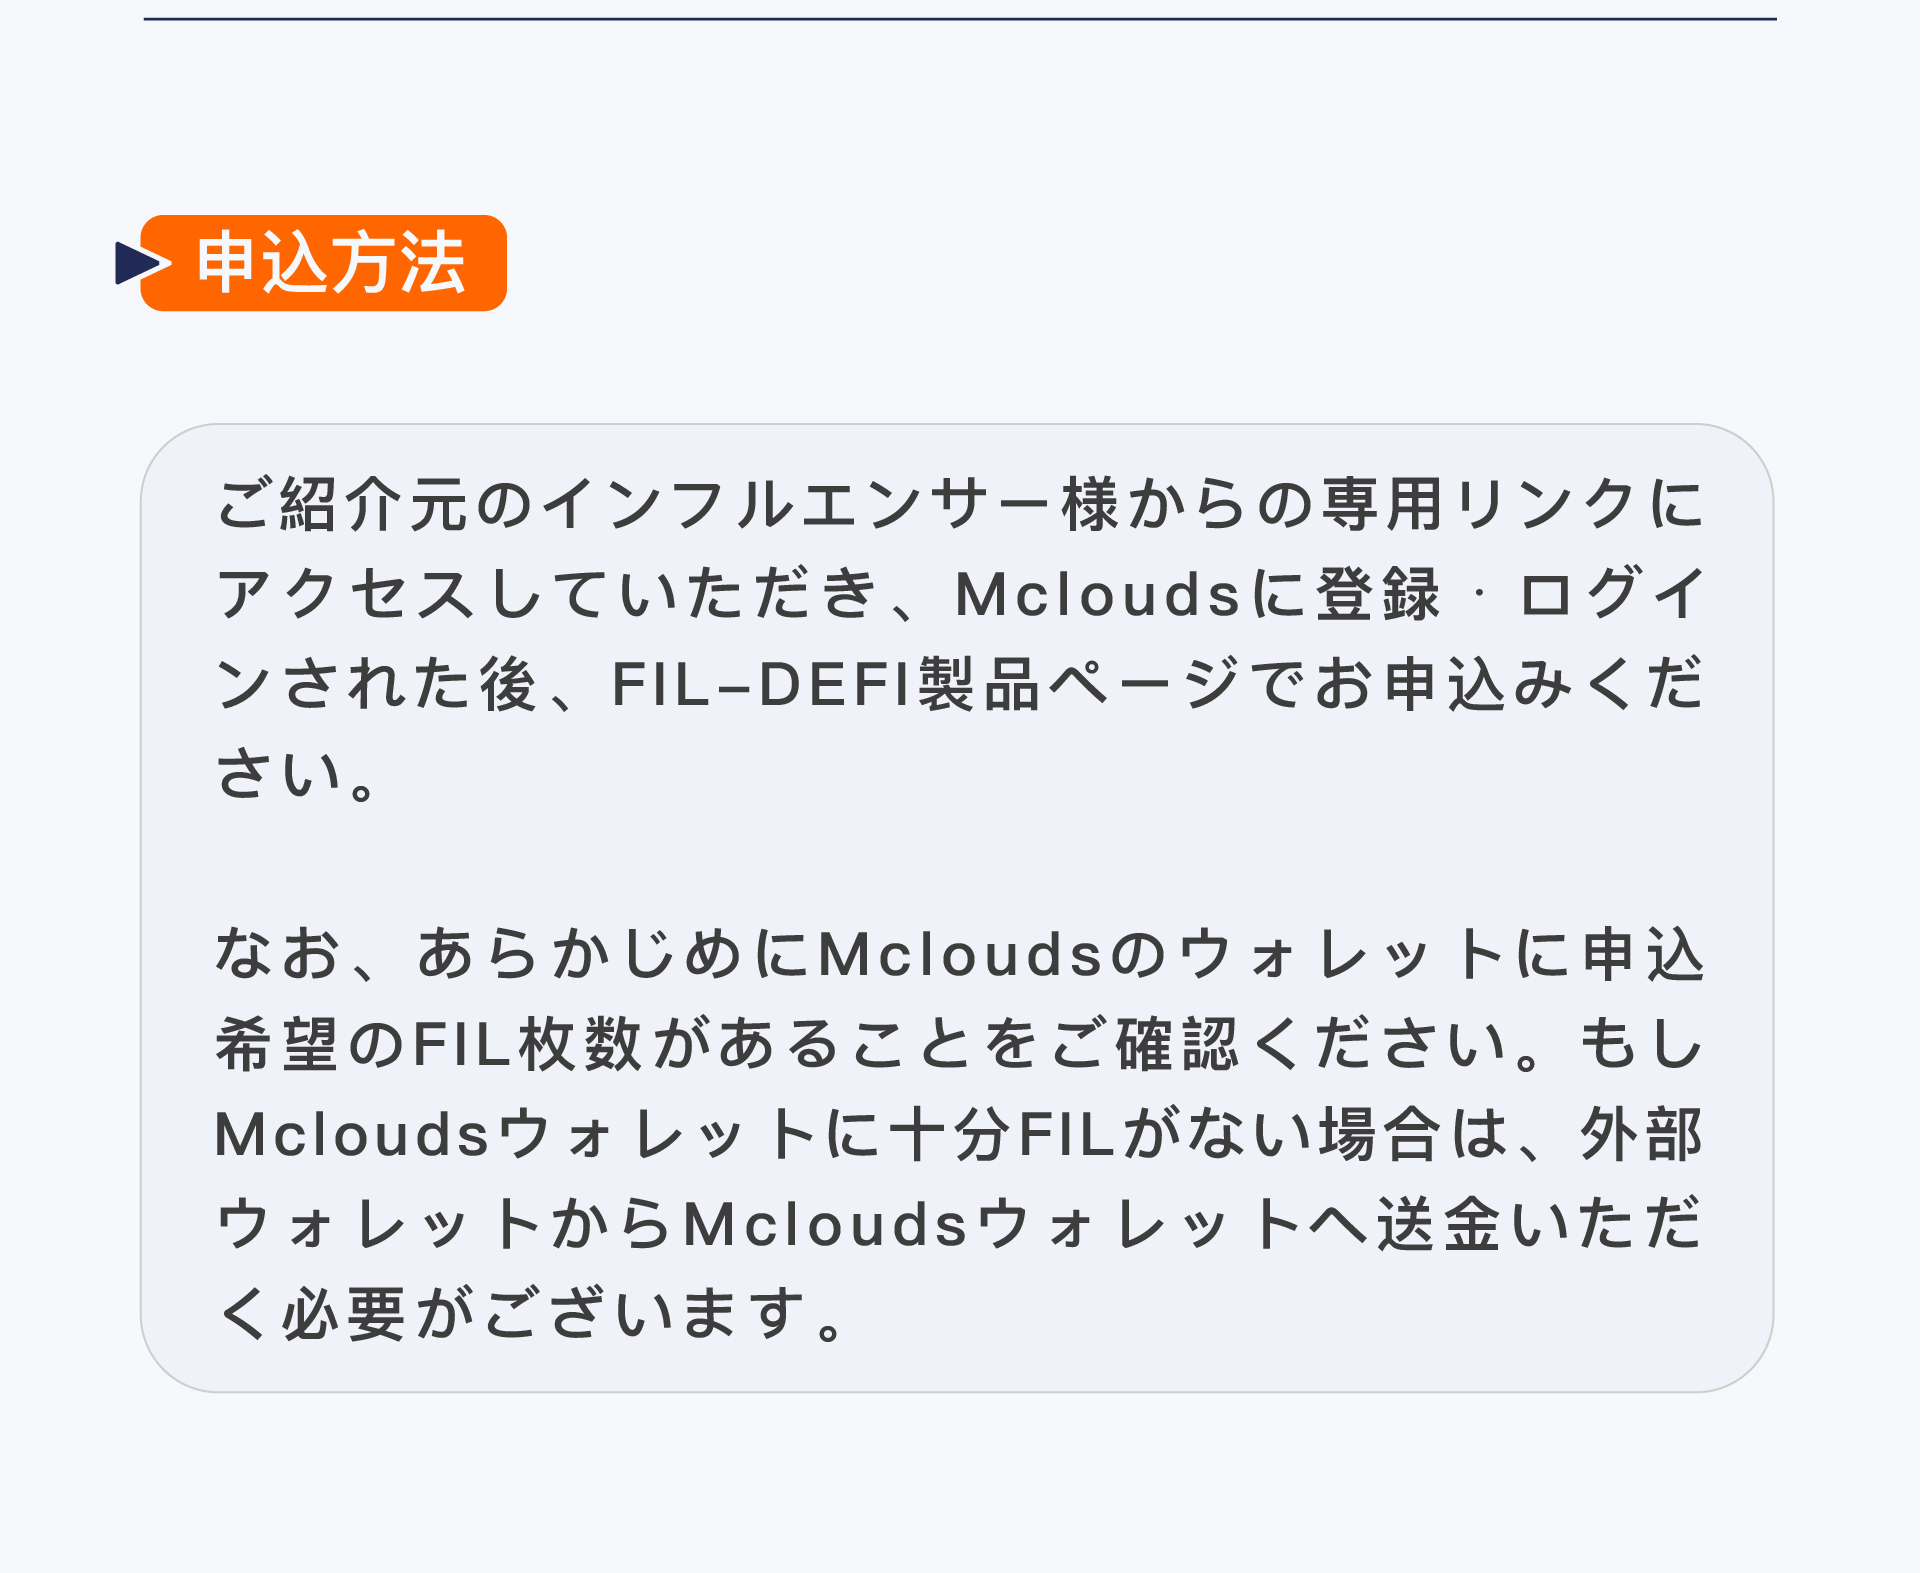 申込方法
ご紹介元のインフルエンサー様からの専用リンクに
アクセスしていただき、Mcloudsに登録・ログイ
ンされた後、FIL–DEFI製品ページでお申込みくだ
さい。
なお、あらかじめにMcloudsのウォレットに申込
希望のFIL枚数があることをご確認ください。もし
Mcloudsウォレットに十分FILがない場合は、外部
ウォレットからMcloudsウォレットへ送金いただ
く必要がございます。